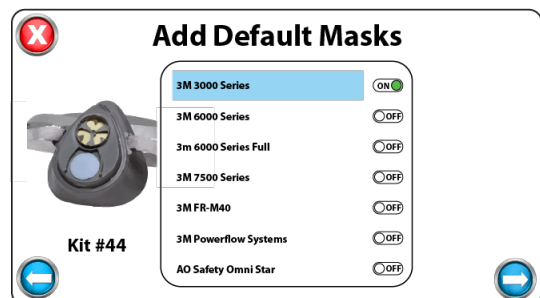 X
Add Default Masks
3M 3000 Series ON
3M 6000 Series OFF
3m 6000 Series Full OFF
3M 7500 Series OFF
3M FR-M40 OFF
3M Powerflow Systems OFF
AO Safety Omni Star OFF
Kit #44